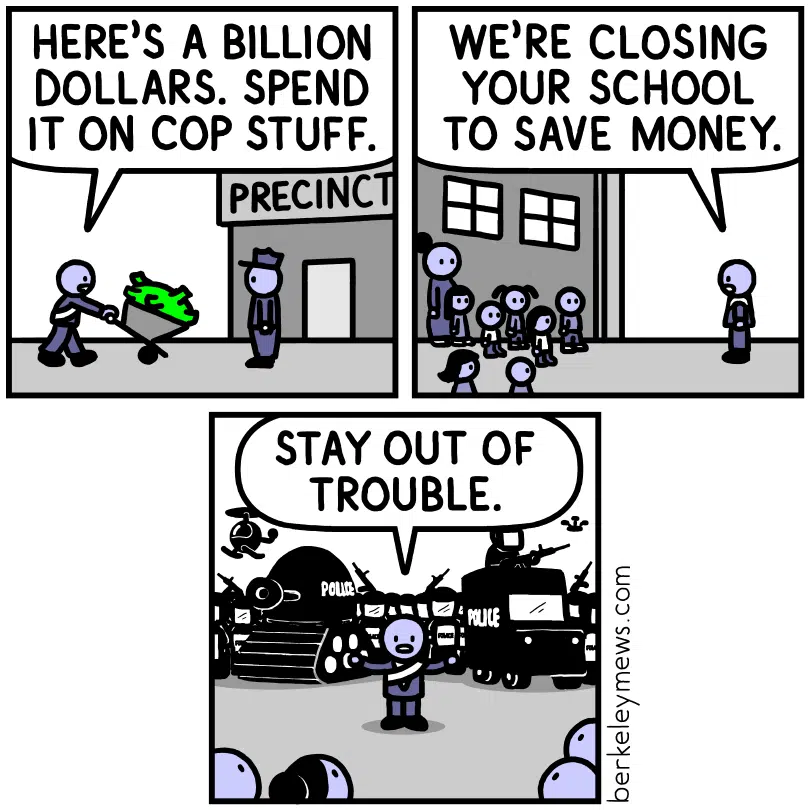 HERE'S A BILLION
DOLLARS. SPEND
IT ON COP STUFF.
PRECINCT
WE'RE CLOSING
YOUR SCHOOL
TO SAVE MONEY.
STAY OUT OF
TROUBLE.
POLICE
POLICE
berkeleymews.com